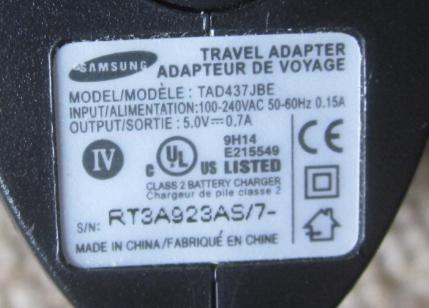 SAMSUNG
TRAVEL ADAPTER
ADAPTEUR DE VOYAGE
MODEL/MODÈLE : TAD437JBE
INPUT/ALIMENTATION:100-240VAC 50-60Hz 0.15A
OUTPUT/SORTIE : 5.0V⎓0.7A
IV
c UL US LISTED
9H14
E215549
CE
CLASS 2 BATTERY CHARGER
Chargeur de pile classe 2
S/N: RT3A923AS/7-
MADE IN CHINA/FABRIQUÉ EN CHINE